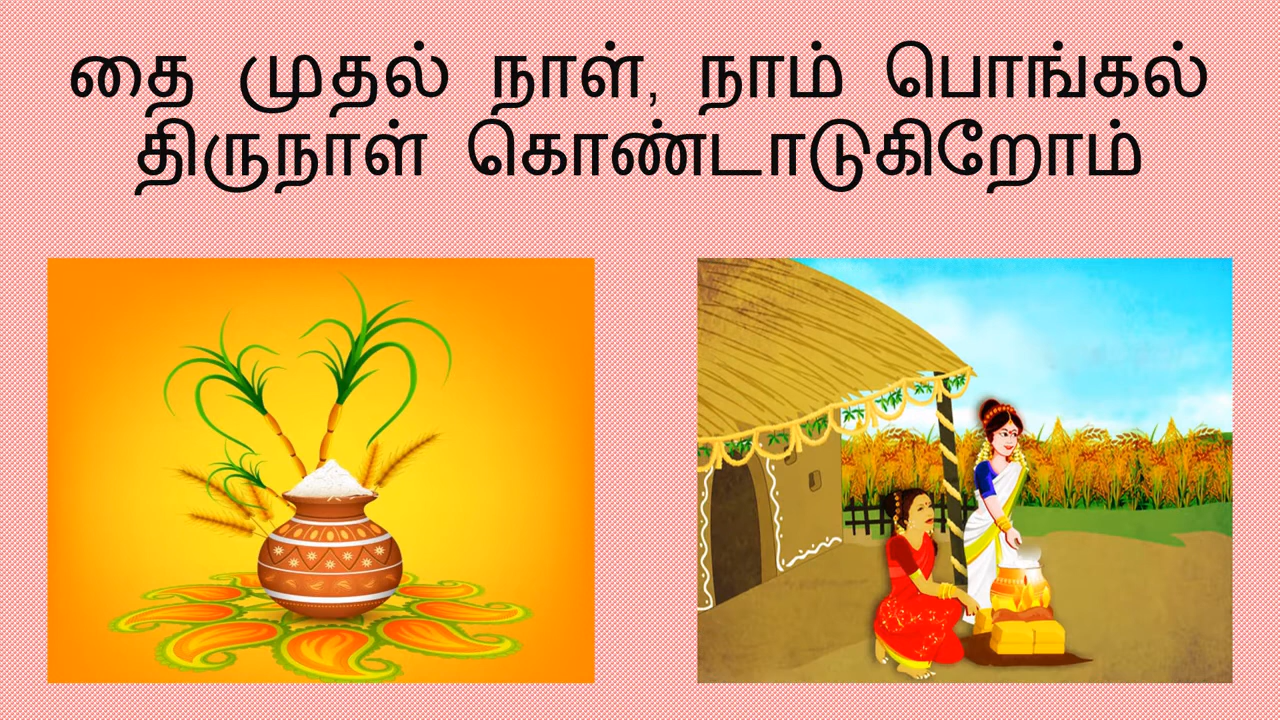 தை முதல் நாள், நாம் பொங்கல்
திருநாள் கொண்டாடுகிறோம்